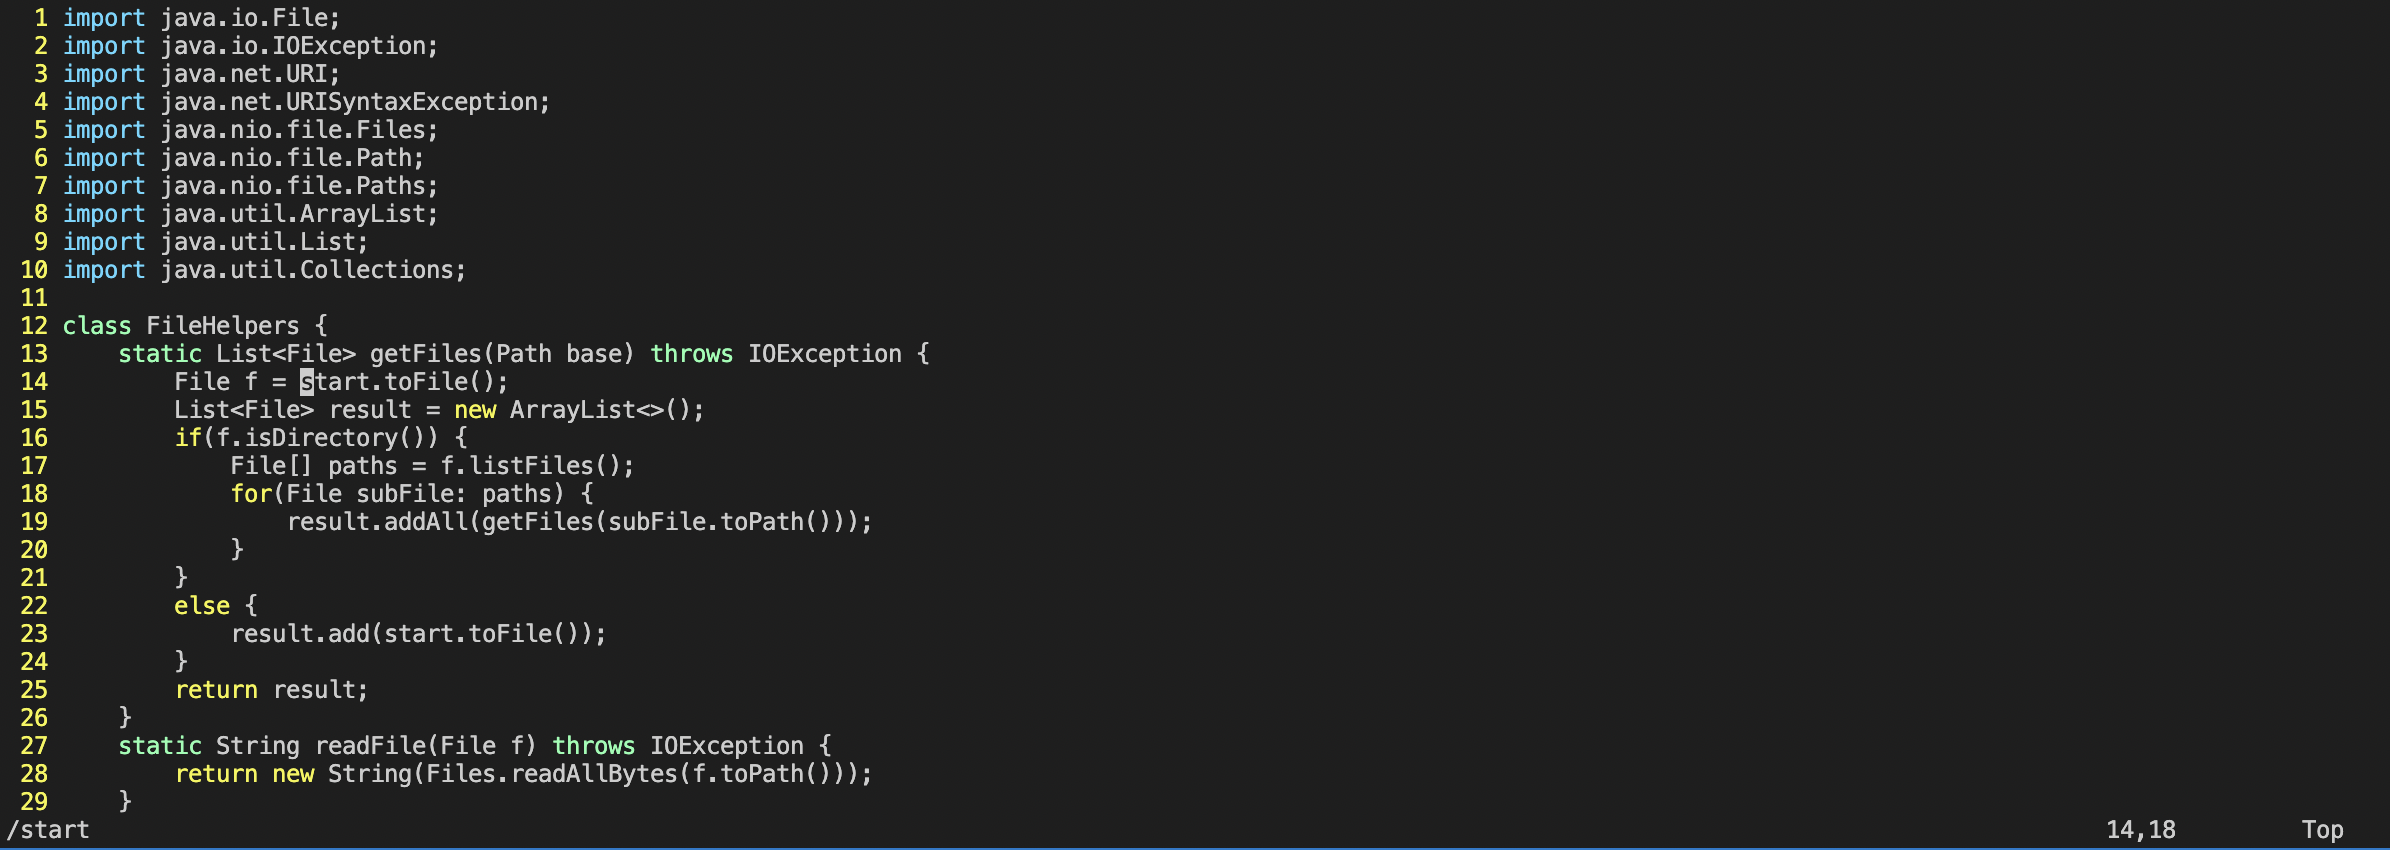 1 import java.io.File;
2 import java.io.IOException;
3 import java.net.URI;
4 import java.net.URISyntaxException;
5 import java.nio.file.Files;
6 import java.nio.file.Path;
7 import java.nio.file.Paths;
8 import java.util.ArrayList;
9 import java.util.List;
10 import java.util.Collections;
11
12 class FileHelpers {
13     static List<File> getFiles(Path base) throws IOException {
14         File f = start.toFile();
15         List<File> result = new ArrayList<>();
16         if(f.isDirectory()) {
17             File[] paths = f.listFiles();
18             for(File subFile: paths) {
19                 result.addAll(getFiles(subFile.toPath()));
20             }
21         }
22         else {
23             result.add(start.toFile());
24         }
25         return result;
26     }
27     static String readFile(File f) throws IOException {
28         return new String(Files.readAllBytes(f.toPath()));
29     }
/start 14,18 Top